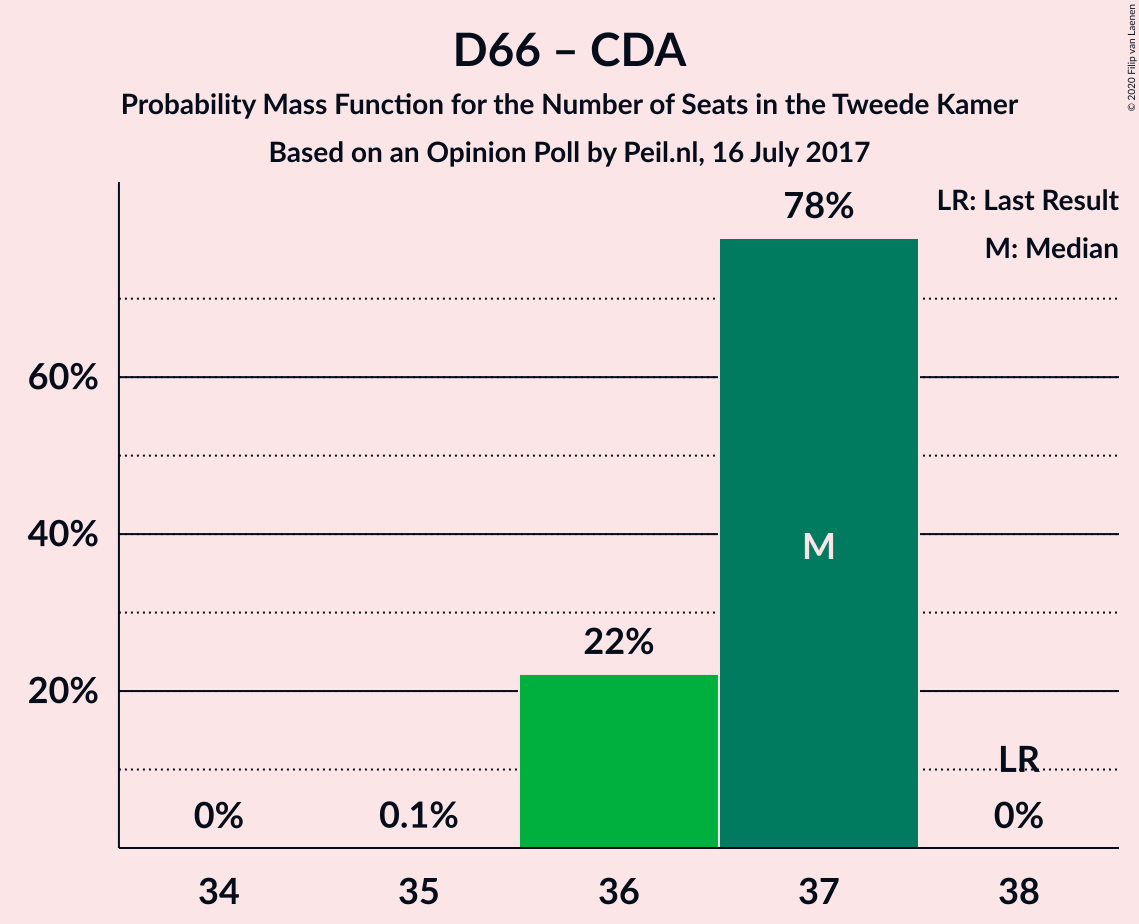 D66 – CDA
Probability Mass Function for the Number of Seats in the Tweede Kamer
Based on an Opinion Poll by Peil.nl, 16 July 2017
© 2020 Filip van Laenen
LR: Last Result
M: Median
78%
60%
40%
M
22%
20%
LR
0%
0.1%
0%
34
35
36
37
38